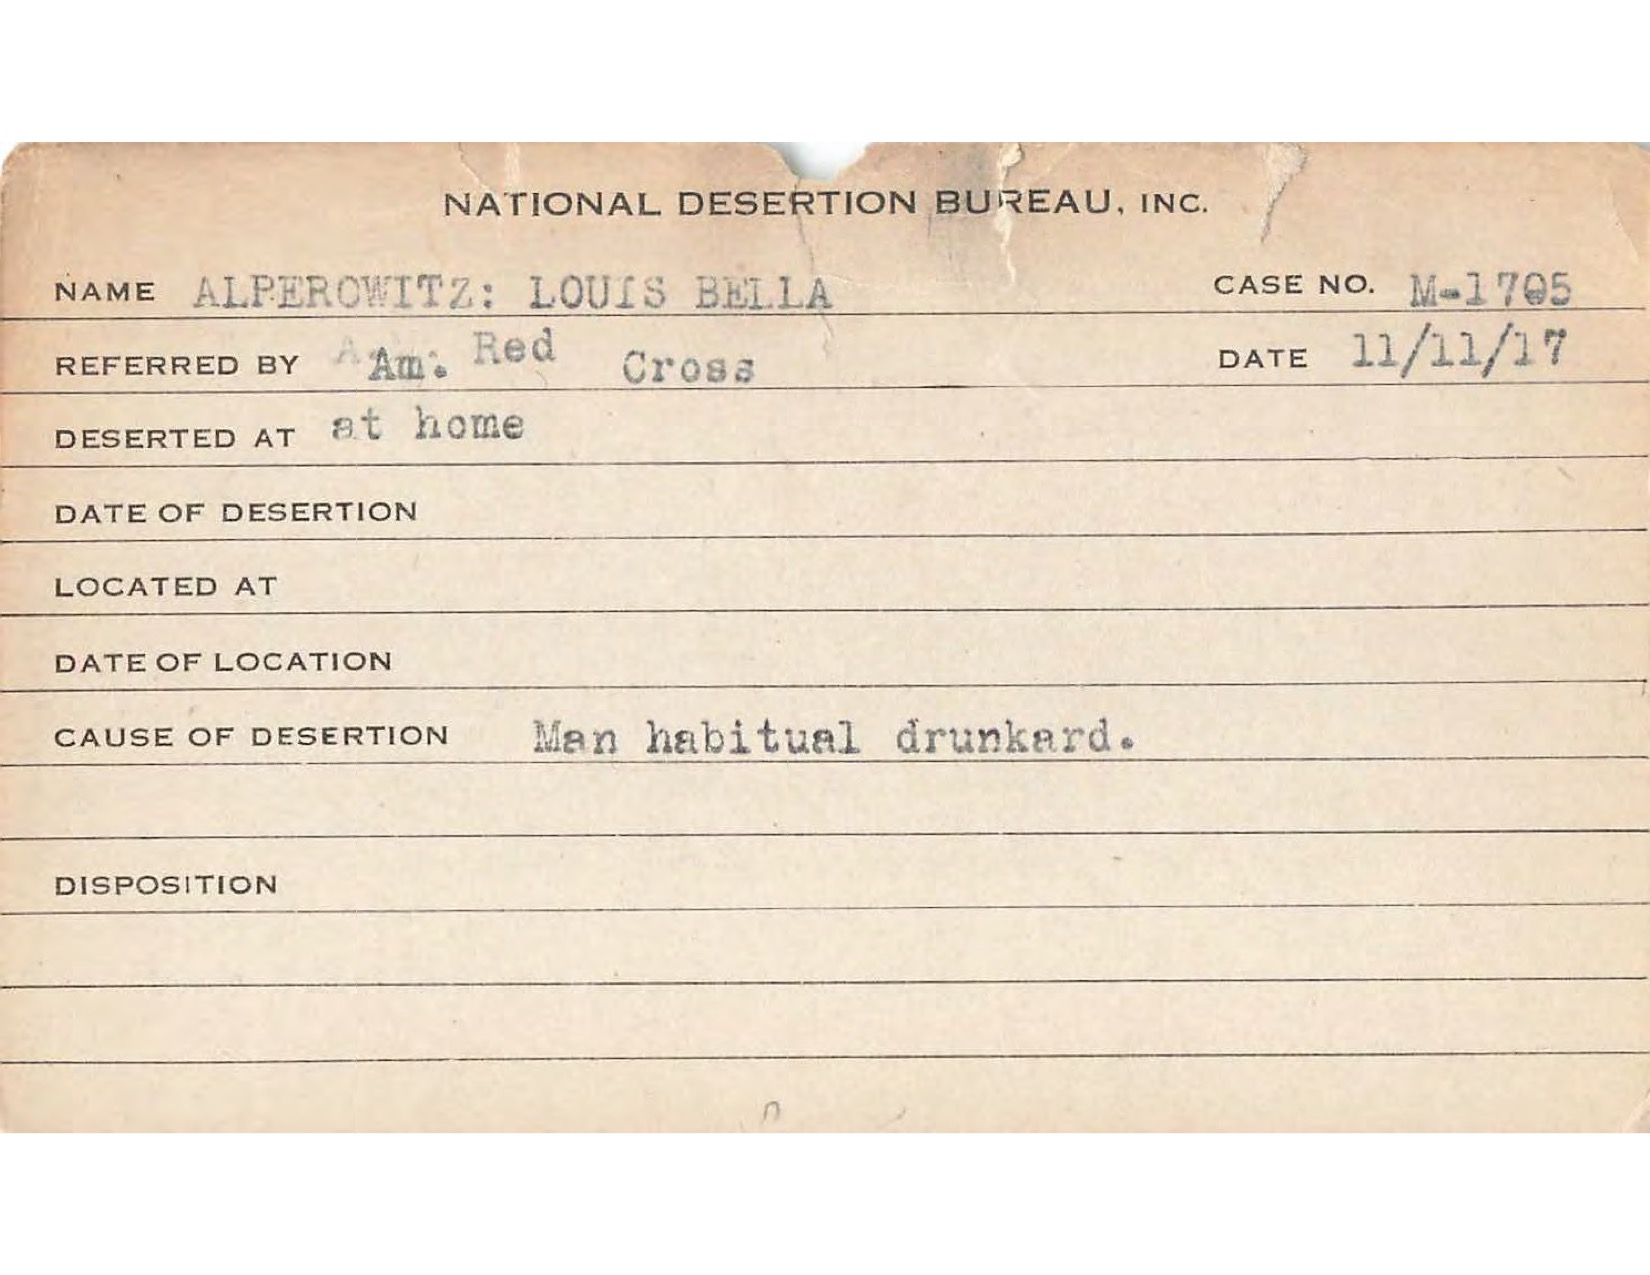 NATIONAL DESERTION BUREAU, INC.
NAME ALPEROWITZ: LOUIS BELLA CASE NO. M-1705
REFERRED BY Am. Red Cross DATE 11/11/17
DESERTED AT at home
DATE OF DESERTION
LOCATED AT
DATE OF LOCATION
CAUSE OF DESERTION Man habitual drunkard.
DISPOSITION